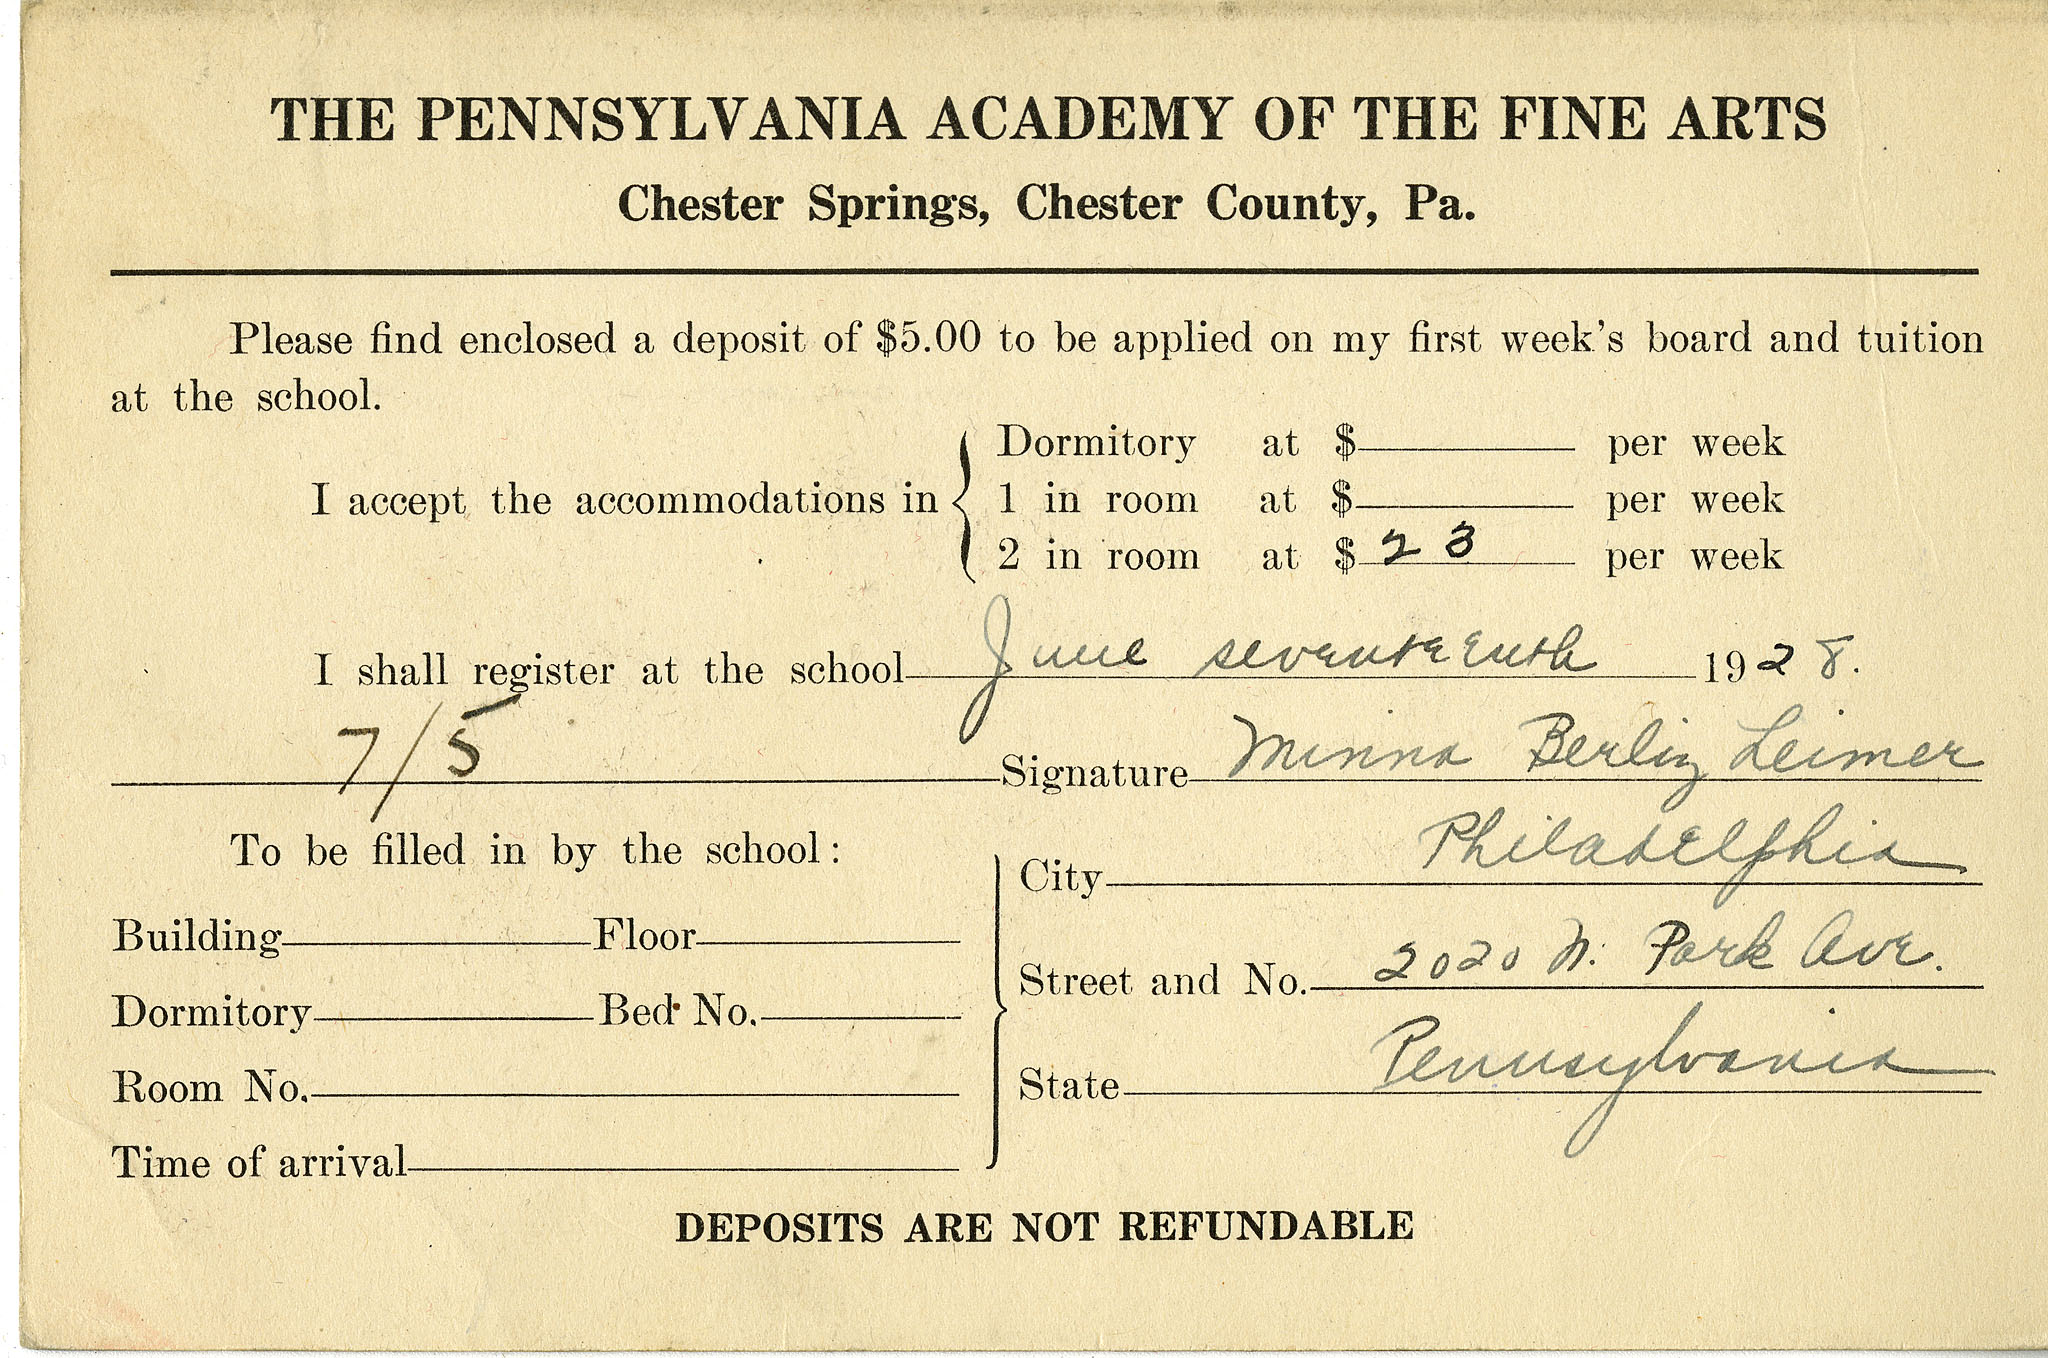 THE PENNSYLVANIA ACADEMY OF THE FINE ARTS
Chester Springs, Chester County, Pa.
Please find enclosed a deposit of $5.00 to be applied on my first week's board and tuition
at the school.
Dormitory at $ per week
I accept the accommodations in 1 in room at $ per week
2 in room at $ 23 per week
I shall register at the school June seventeenth 1928.
7/5 Signature Minna Berliz Leimer
To be filled in by the school:
City Philadelphia
Building Floor
Street and No. 2020 N. Park Ave.
Dormitory Bed No.
State Pennsylvania
Room No.
Time of arrival
DEPOSITS ARE NOT REFUNDABLE